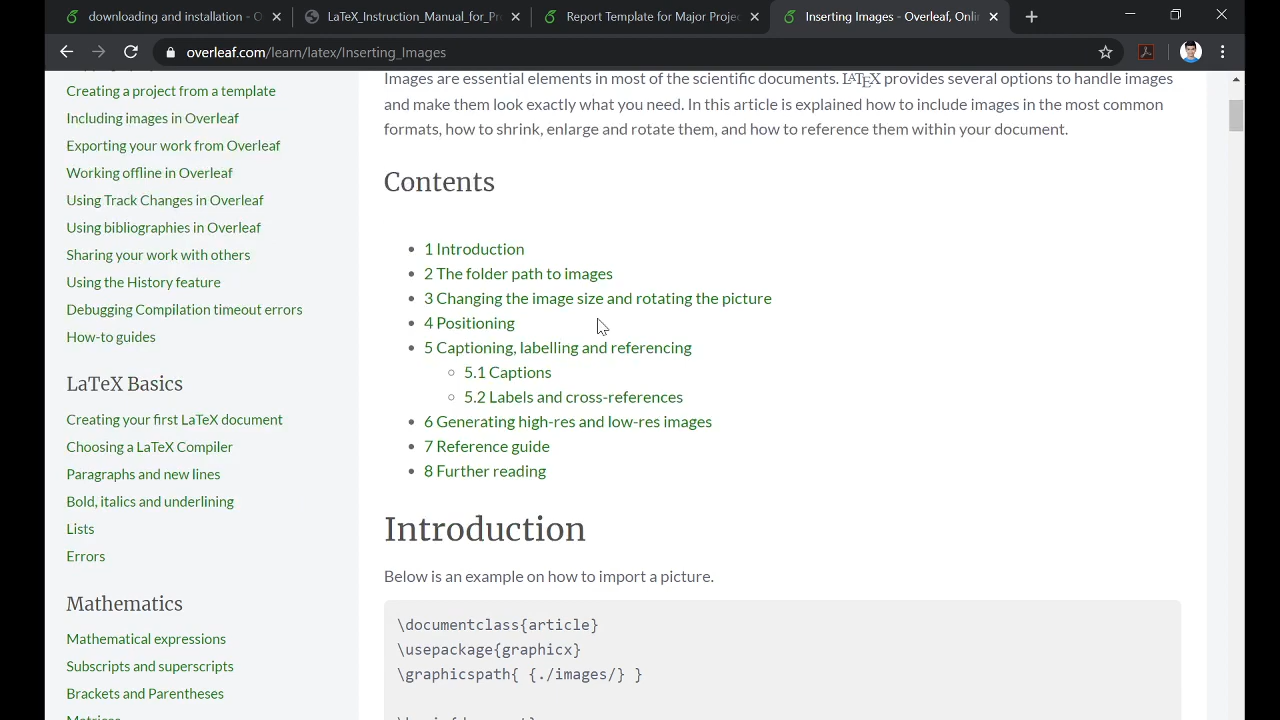 downloading and installation - O
LaTeX_Instruction_Manual_for_Pr
Report Template for Major Projec
Inserting Images - Overleaf, Onli
overleaf.com/learn/latex/Inserting_Images
Creating a project from a template
Including images in Overleaf
Exporting your work from Overleaf
Working offline in Overleaf
Using Track Changes in Overleaf
Using bibliographies in Overleaf
Sharing your work with others
Using the History feature
Debugging Compilation timeout errors
How-to guides
LaTeX Basics
Creating your first LaTeX document
Choosing a LaTeX Compiler
Paragraphs and new lines
Bold, italics and underlining
Lists
Errors
Mathematics
Mathematical expressions
Subscripts and superscripts
Brackets and Parentheses
Images are essential elements in most of the scientific documents. LATEX provides several options to handle images
and make them look exactly what you need. In this article is explained how to include images in the most common
formats, how to shrink, enlarge and rotate them, and how to reference them within your document.
Contents
• 1 Introduction
• 2 The folder path to images
• 3 Changing the image size and rotating the picture
• 4 Positioning
• 5 Captioning, labelling and referencing
◦ 5.1 Captions
◦ 5.2 Labels and cross-references
• 6 Generating high-res and low-res images
• 7 Reference guide
• 8 Further reading
Introduction
Below is an example on how to import a picture.
\documentclass{article}
\usepackage{graphicx}
\graphicspath{ {./images/} }